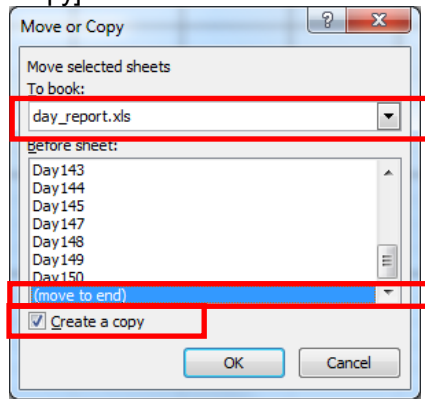 opy]
Move or Copy
Move selected sheets
To book:
day_report.xls
Before sheet:
Day143
Day144
Day145
Day147
Day148
Day149
Day150
(move to end)
Create a copy
OK Cancel